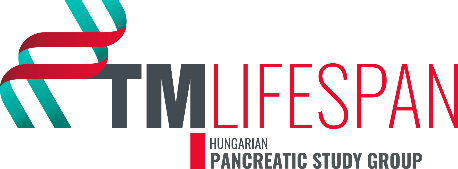 TMLIFESPAN
HUNGARIAN
PANCREATIC STUDY GROUP